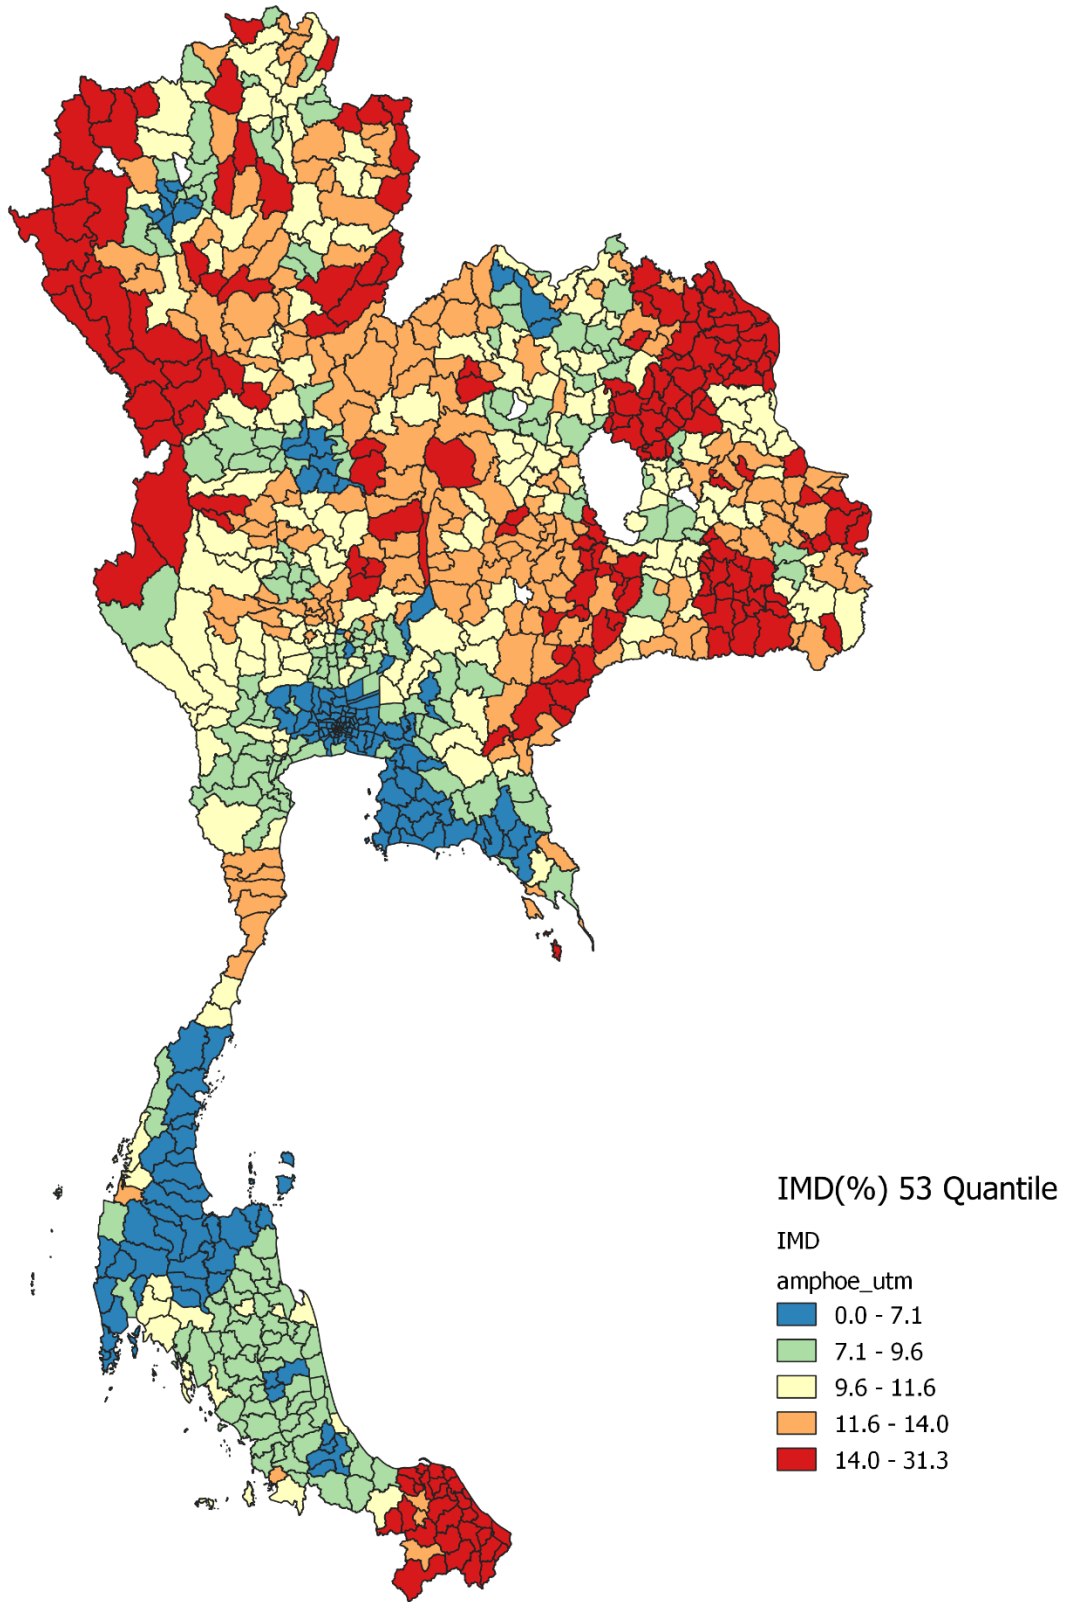 IMD(%) 53 Quantile
IMD
amphoe_utm
0.0 - 7.1
7.1 - 9.6
9.6 - 11.6
11.6 - 14.0
14.0 - 31.3